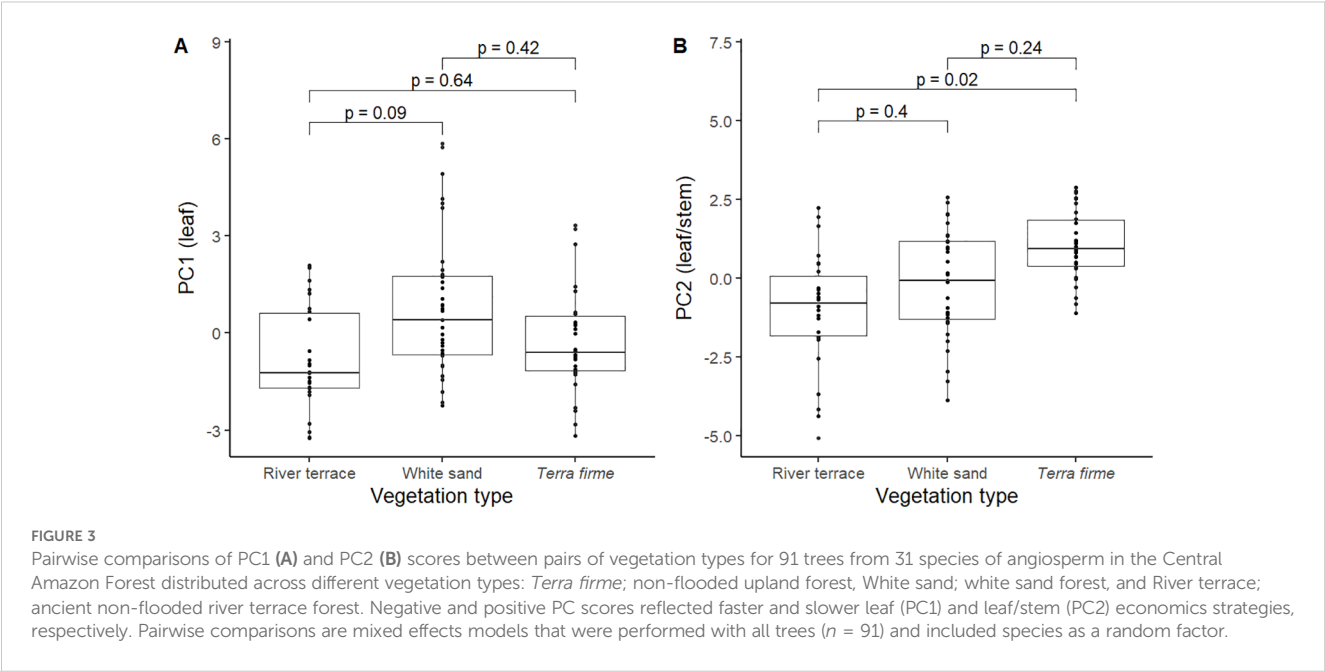 A
9
6
3
0
-3
PC1 (leaf)
p = 0.42
p = 0.64
p = 0.09
River terrace White sand Terra firme
Vegetation type
B
7.5
5.0
2.5
0.0
-2.5
-5.0
PC2 (leaf/stem)
p = 0.24
p = 0.02
p = 0.4
River terrace White sand Terra firme
Vegetation type
FIGURE 3
Pairwise comparisons of PC1 (A) and PC2 (B) scores between pairs of vegetation types for 91 trees from 31 species of angiosperm in the Central
Amazon Forest distributed across different vegetation types: Terra firme; non-flooded upland forest, White sand; white sand forest, and River terrace;
ancient non-flooded river terrace forest. Negative and positive PC scores reflected faster and slower leaf (PC1) and leaf/stem (PC2) economics strategies,
respectively. Pairwise comparisons are mixed effects models that were performed with all trees (n = 91) and included species as a random factor.